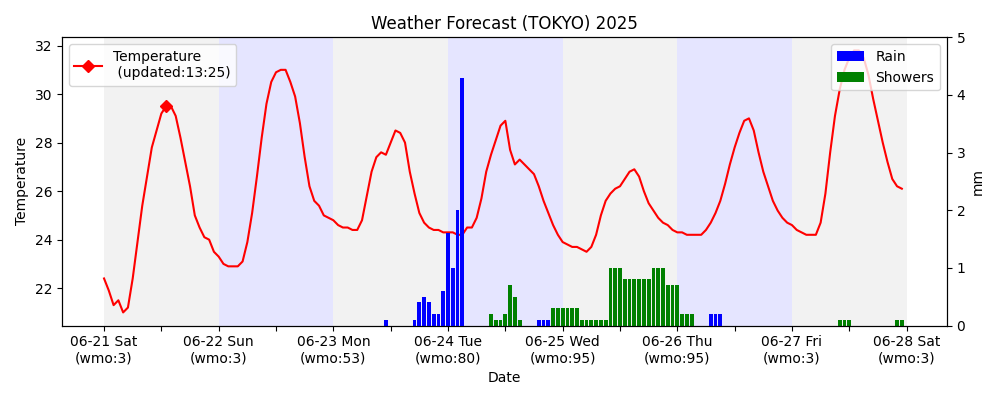 Weather Forecast (TOKYO) 2025
Temperature
(updated:13:25)
Rain
Showers
32
30
28
26
24
22
Temperature
5
4
3
2
1
0
mm
06-21 Sat
(wmo:3)
06-22 Sun
(wmo:3)
06-23 Mon
(wmo:53)
06-24 Tue
(wmo:80)
06-25 Wed
(wmo:95)
06-26 Thu
(wmo:95)
06-27 Fri
(wmo:3)
06-28 Sat
(wmo:3)
Date